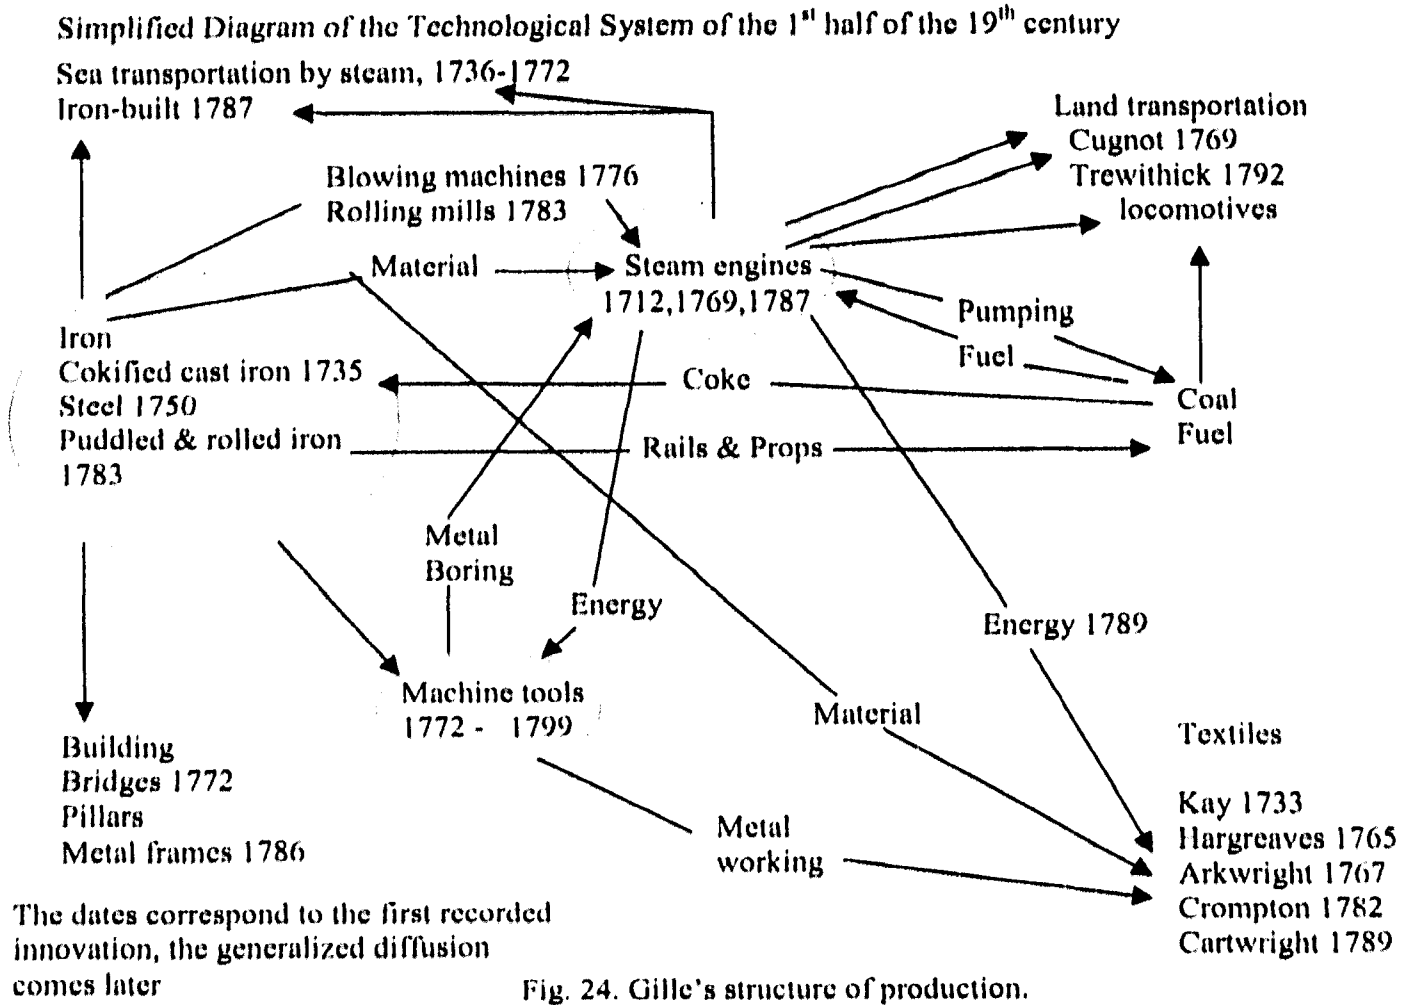 Simplified Diagram of the Technological System of the 1st half of the 19th century
Sea transportation by steam, 1736-1772
Iron-built 1787
Land transportation
Cugnot 1769
Trewithick 1792
locomotives
Blowing machines 1776
Rolling mills 1783
Material
Steam engines
1712,1769,1787
Pumping
Fuel
Iron
Cokified cast iron 1735
Steel 1750
Puddled & rolled iron
1783
Coke
Rails & Props
Coal
Fuel
Metal
Boring
Energy
Energy 1789
Machine tools
1772 - 1799
Material
Building
Bridges 1772
Pillars
Metal frames 1786
Metal
working
Textiles
Kay 1733
Hargreaves 1765
Arkwright 1767
Crompton 1782
Cartwright 1789
The dates correspond to the first recorded
innovation, the generalized diffusion
comes later
Fig. 24. Gille's structure of production.